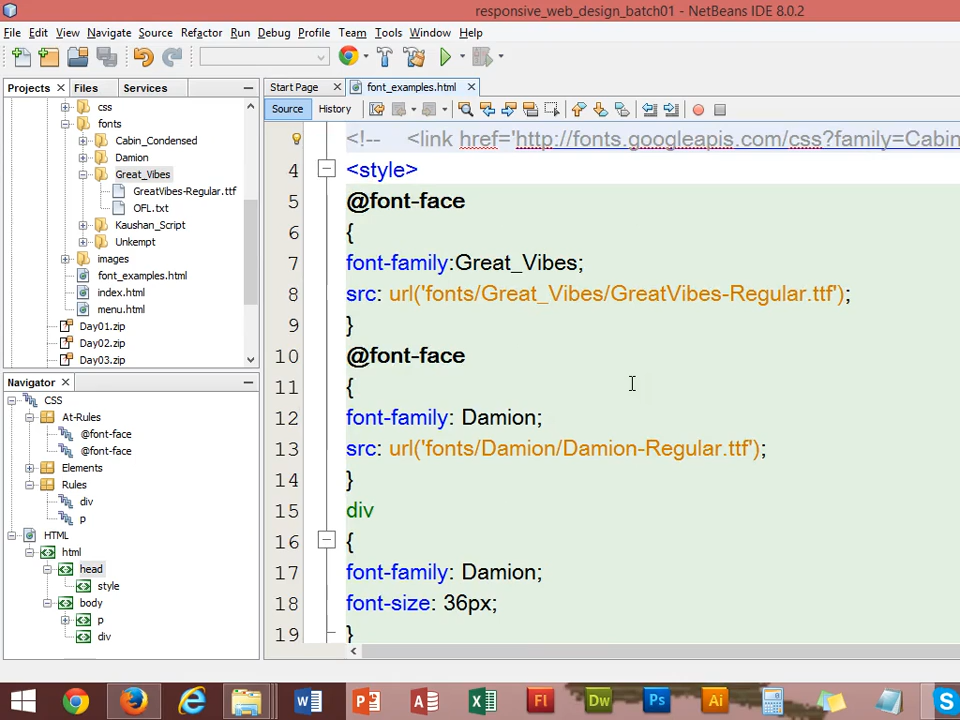 responsive_web_design_batch01 - NetBeans IDE 8.0.2
File Edit View Navigate Source Refactor Run Debug Profile Team Tools Window Help
Projects Files Services
css
fonts
Cabin_Condensed
Damion
Great_Vibes
GreatVibes-Regular.ttf
OFL.txt
Kaushan_Script
Unkempt
images
font_examples.html
index.html
menu.html
Day01.zip
Day02.zip
Day03.zip
Navigator
CSS
At-Rules
@font-face
@font-face
Elements
Rules
div
p
HTML
html
head
style
body
p
div
Start Page font_examples.html
Source History
<!-- <link href='http://fonts.googleapis.com/css?family=Cabin
4 <style>
5 @font-face
6 {
7 font-family:Great_Vibes;
8 src: url('fonts/Great_Vibes/GreatVibes-Regular.ttf');
9 }
10 @font-face
11 {
12 font-family: Damion;
13 src: url('fonts/Damion/Damion-Regular.ttf');
14 }
15 div
16 {
17 font-family: Damion;
18 font-size: 36px;
19 }
Fl Dw Ps Ai